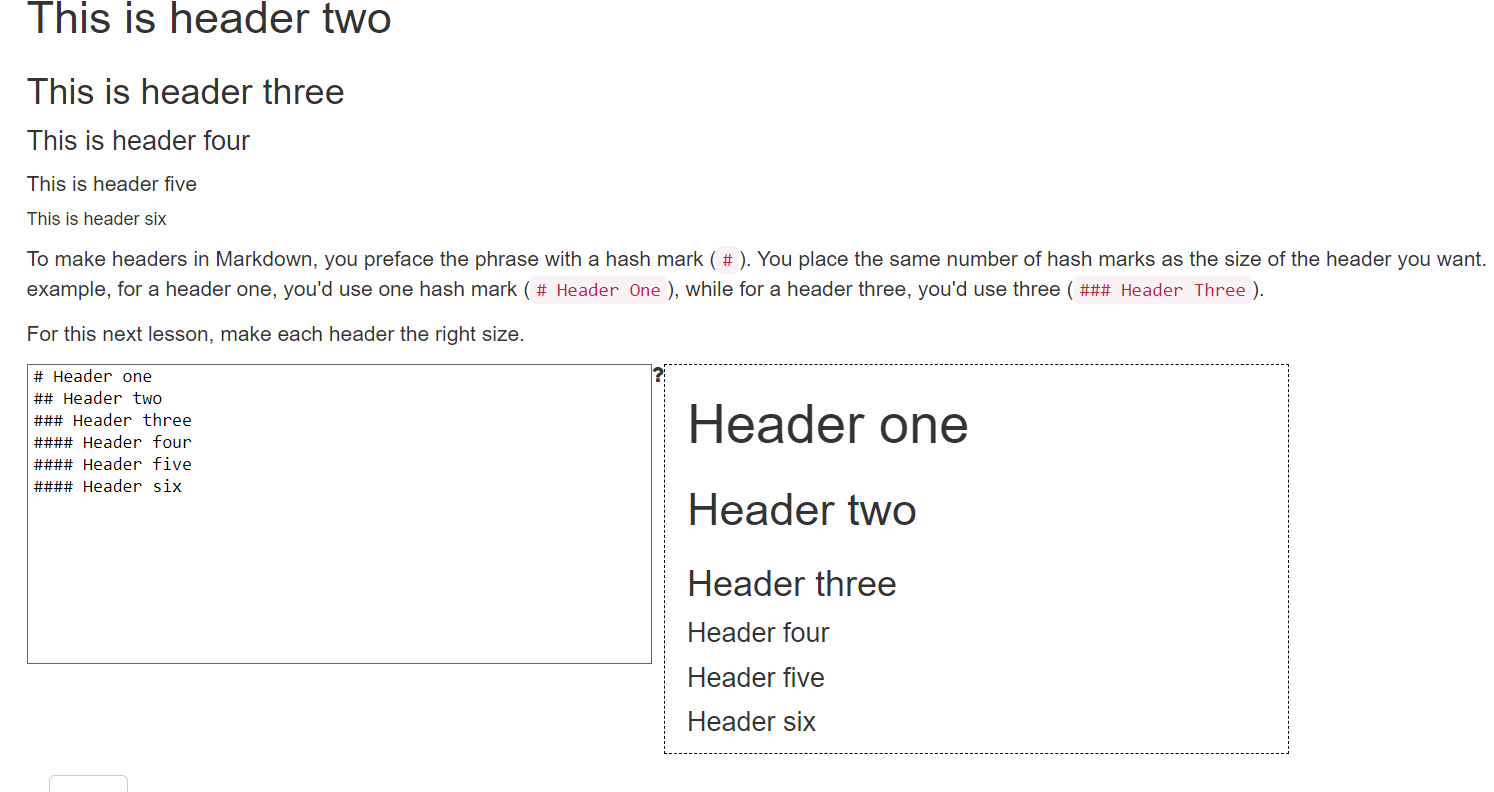 This is header two
This is header three
This is header four
This is header five
This is header six
To make headers in Markdown, you preface the phrase with a hash mark ( # ). You place the same number of hash marks as the size of the header you want.
example, for a header one, you'd use one hash mark ( # Header One ), while for a header three, you'd use three ( ### Header Three ).
For this next lesson, make each header the right size.
# Header one
## Header two
### Header three
#### Header four
#### Header five
#### Header six
?
Header one
Header two
Header three
Header four
Header five
Header six